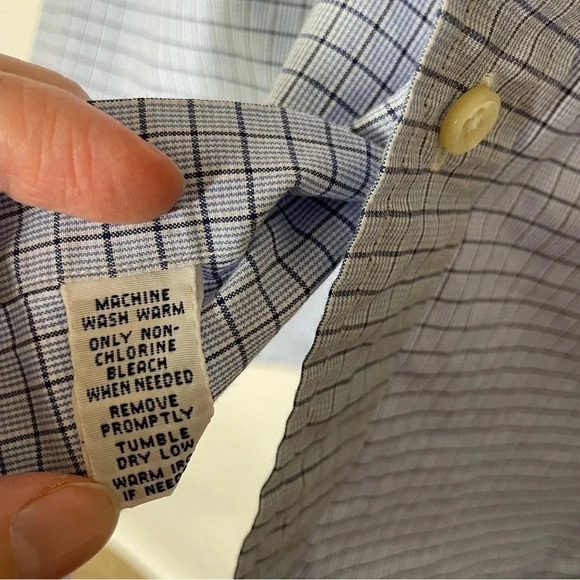 MACHINE
WASH WARM
ONLY NON-
CHLORINE
BLEACH
WHEN NEEDED
REMOVE
PROMPTLY
TUMBLE
DRY LOW
WARM
IF